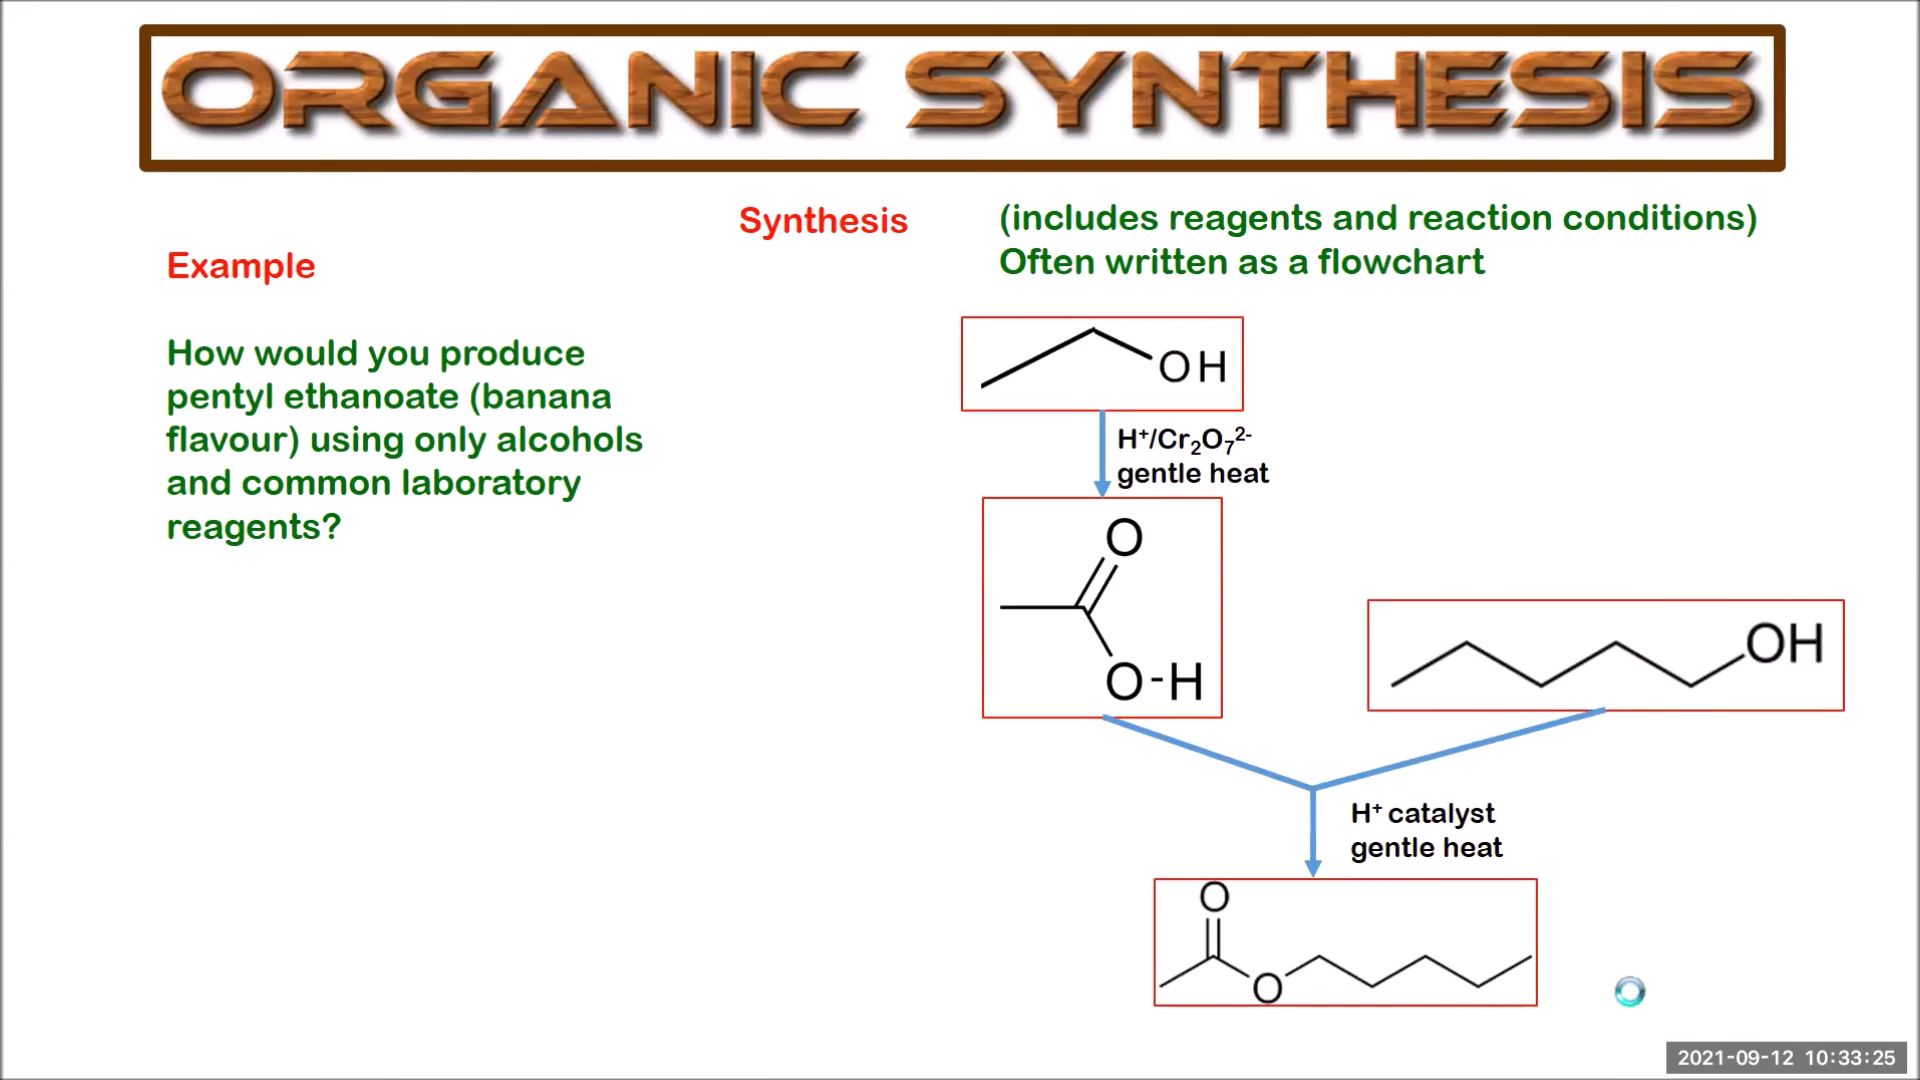 ORGANIC SYNTHESIS
Synthesis
(includes reagents and reaction conditions)
Often written as a flowchart
Example
How would you produce
pentyl ethanoate (banana
flavour) using only alcohols
and common laboratory
reagents?
OH
H⁺/Cr₂O₇²⁻
gentle heat
O
O-H
OH
H⁺ catalyst
gentle heat
O
O
2021-09-12 10:33:25